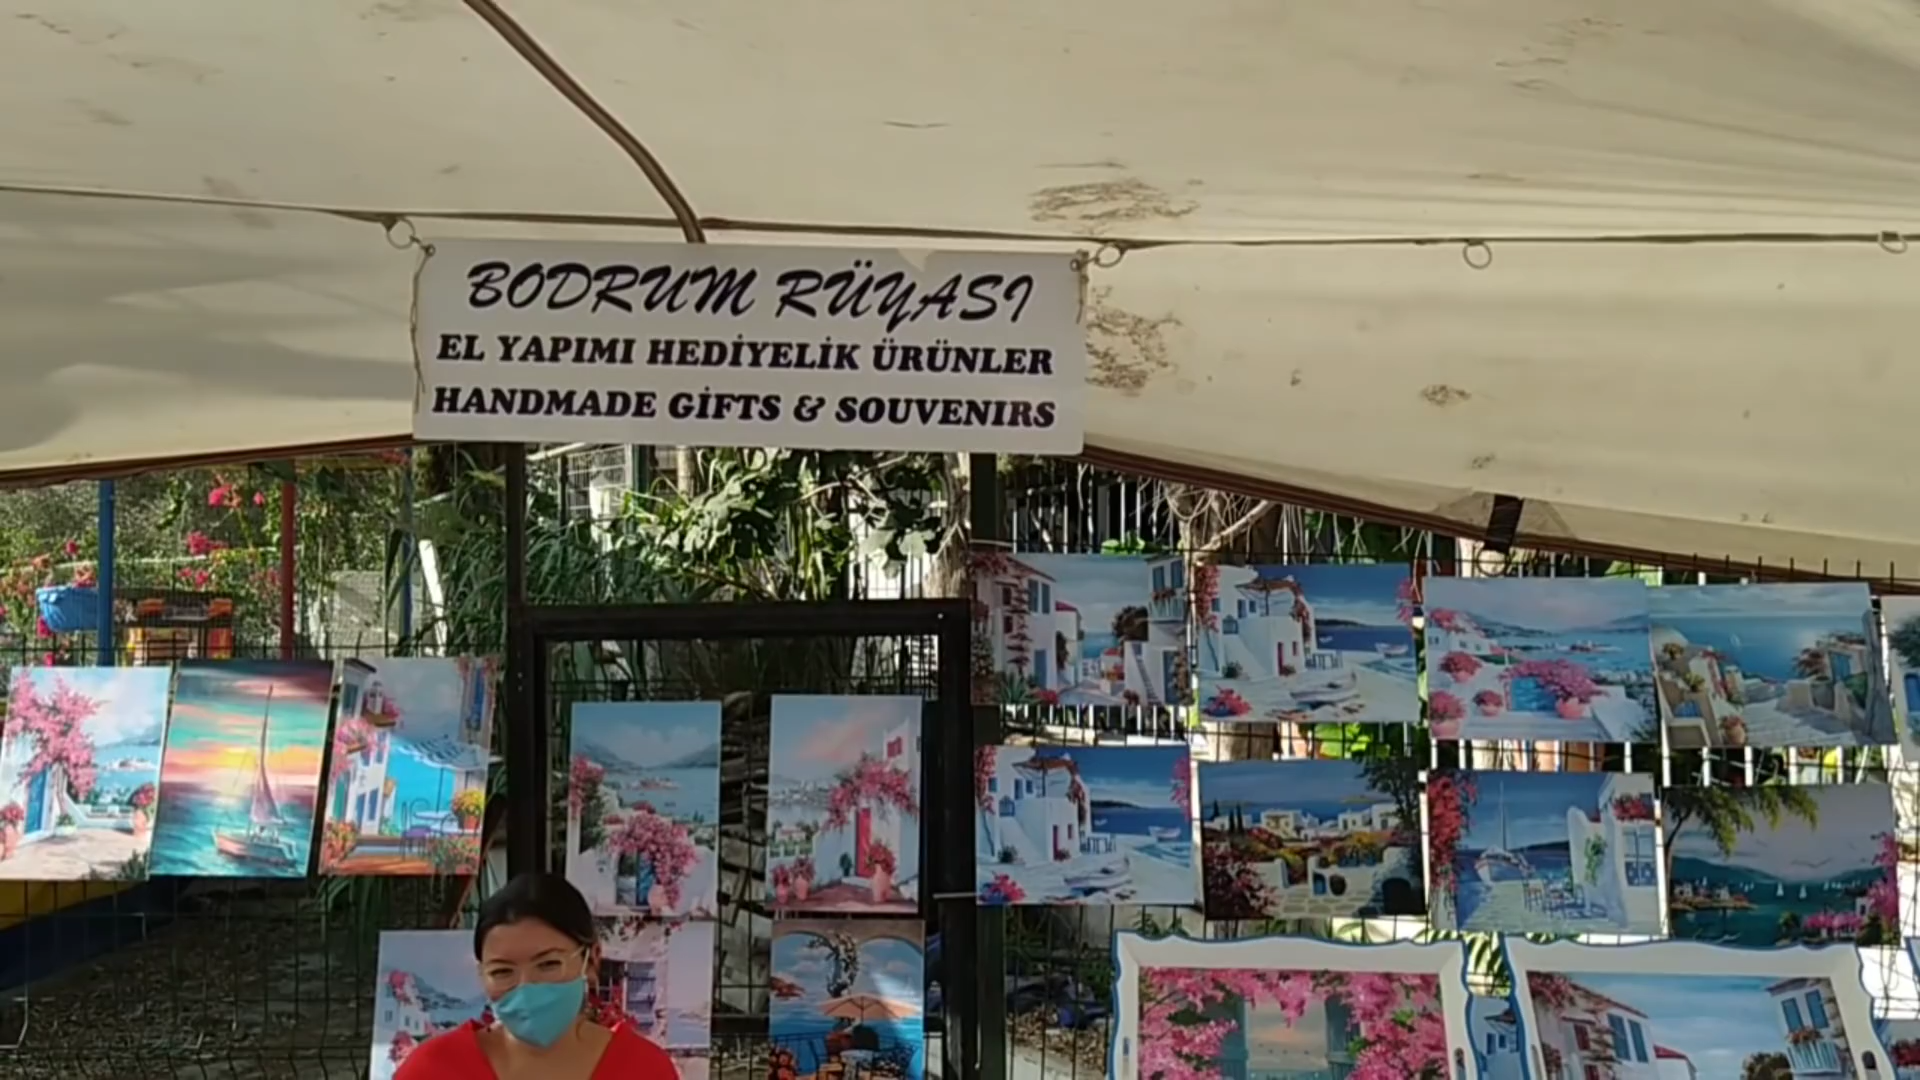 BODRUM RÜYASI
EL YAPIMI HEDİYELİK ÜRÜNLER
HANDMADE GİFTS & SOUVENIRS